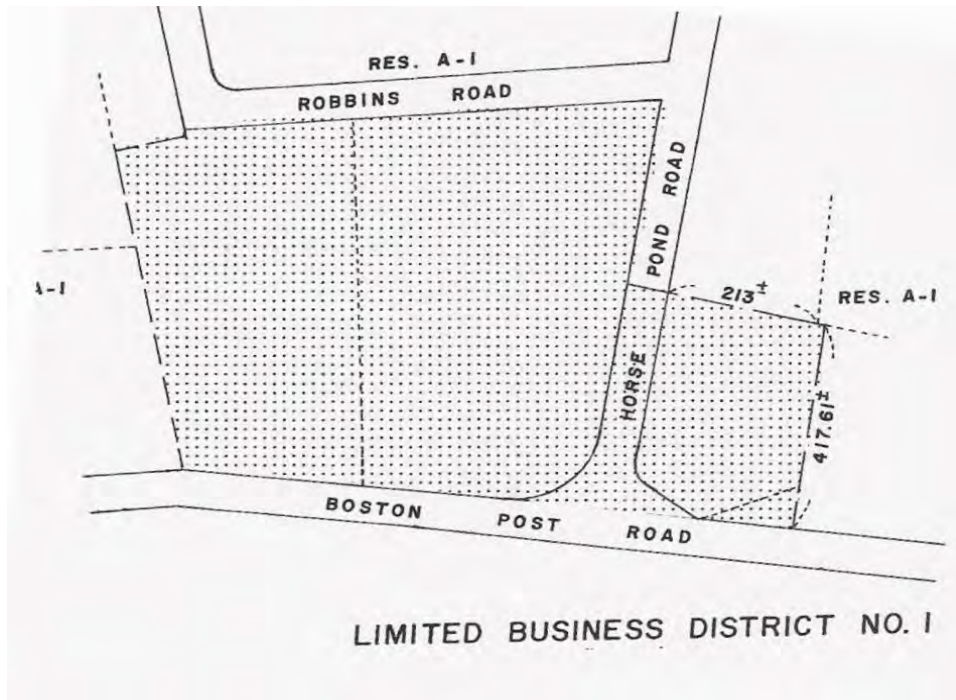 RES. A-1
ROBBINS ROAD
POND ROAD
HORSE
213±
RES. A-1
A-1
417.61±
BOSTON POST ROAD
LIMITED BUSINESS DISTRICT NO. 1